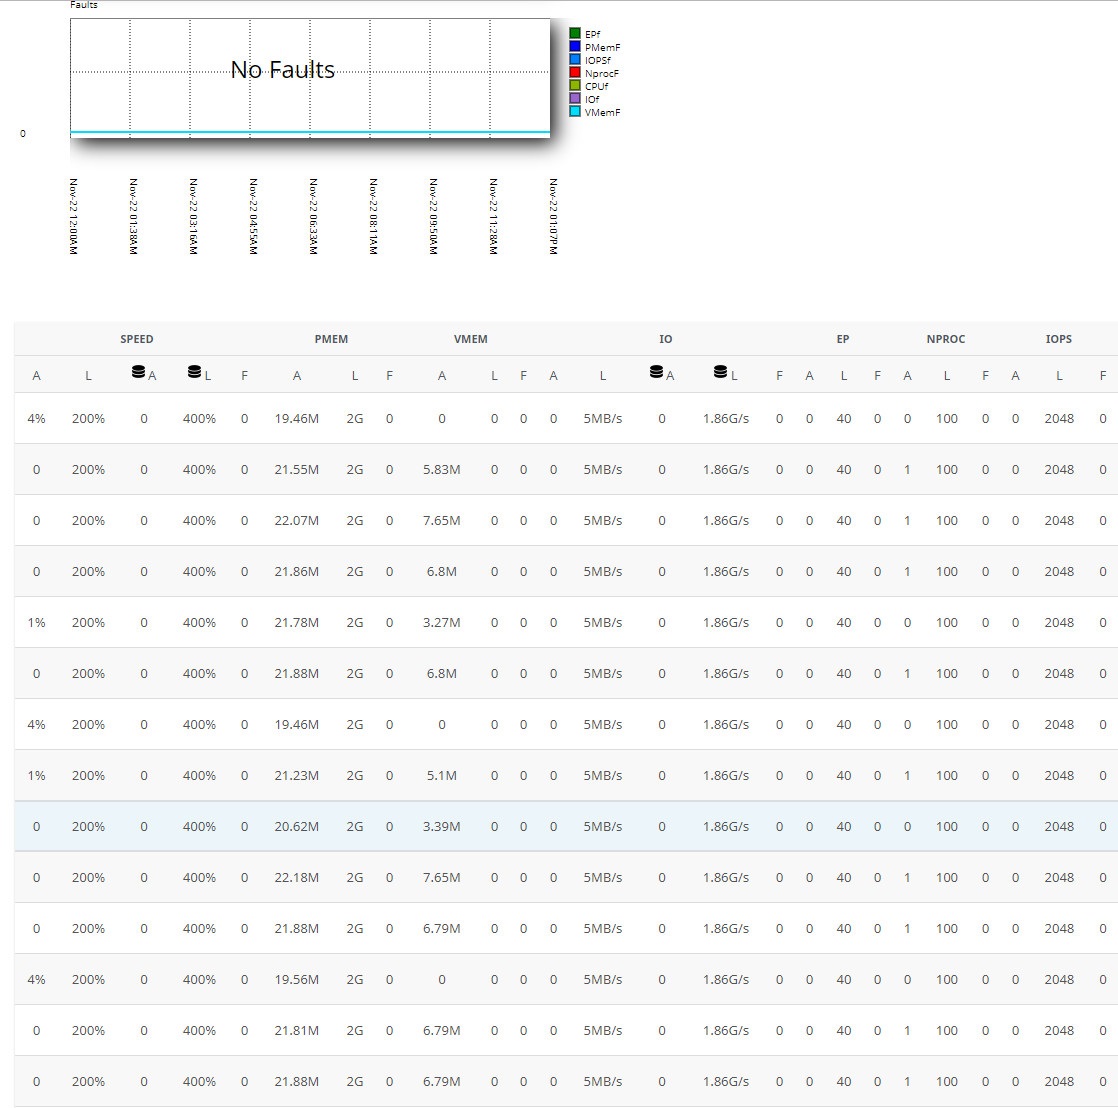 Faults
No Faults
EPf
PMemF
IOPSf
NprocF
CPUf
IOf
VMemF
0
Nov-22 12:00AM
Nov-22 01:38AM
Nov-22 03:16AM
Nov-22 04:55AM
Nov-22 06:33AM
Nov-22 08:11AM
Nov-22 09:50AM
Nov-22 11:28AM
Nov-22 01:07PM
SPEED PMEM VMEM IO EP NPROC IOPS
A L A L F A L F A L F A L A L F A L F A L F A L F
4% 200% 0 400% 0 19.46M 2G 0 0 0 0 0 5MB/s 0 1.86G/s 0 0 40 0 0 100 0 0 2048 0
0 200% 0 400% 0 21.55M 2G 0 5.83M 0 0 0 5MB/s 0 1.86G/s 0 0 40 0 1 100 0 0 2048 0
0 200% 0 400% 0 22.07M 2G 0 7.65M 0 0 0 5MB/s 0 1.86G/s 0 0 40 0 1 100 0 0 2048 0
0 200% 0 400% 0 21.86M 2G 0 6.8M 0 0 0 5MB/s 0 1.86G/s 0 0 40 0 1 100 0 0 2048 0
1% 200% 0 400% 0 21.78M 2G 0 3.27M 0 0 0 5MB/s 0 1.86G/s 0 0 40 0 0 100 0 0 2048 0
0 200% 0 400% 0 21.88M 2G 0 6.8M 0 0 0 5MB/s 0 1.86G/s 0 0 40 0 1 100 0 0 2048 0
4% 200% 0 400% 0 19.46M 2G 0 0 0 0 0 5MB/s 0 1.86G/s 0 0 40 0 0 100 0 0 2048 0
1% 200% 0 400% 0 21.23M 2G 0 5.1M 0 0 0 5MB/s 0 1.86G/s 0 0 40 0 1 100 0 0 2048 0
0 200% 0 400% 0 20.62M 2G 0 3.39M 0 0 0 5MB/s 0 1.86G/s 0 0 40 0 0 100 0 0 2048 0
0 200% 0 400% 0 22.18M 2G 0 7.65M 0 0 0 5MB/s 0 1.86G/s 0 0 40 0 1 100 0 0 2048 0
0 200% 0 400% 0 21.88M 2G 0 6.79M 0 0 0 5MB/s 0 1.86G/s 0 0 40 0 1 100 0 0 2048 0
4% 200% 0 400% 0 19.56M 2G 0 0 0 0 0 5MB/s 0 1.86G/s 0 0 40 0 0 100 0 0 2048 0
0 200% 0 400% 0 21.81M 2G 0 6.79M 0 0 0 5MB/s 0 1.86G/s 0 0 40 0 1 100 0 0 2048 0
0 200% 0 400% 0 21.88M 2G 0 6.79M 0 0 0 5MB/s 0 1.86G/s 0 0 40 0 1 100 0 0 2048 0